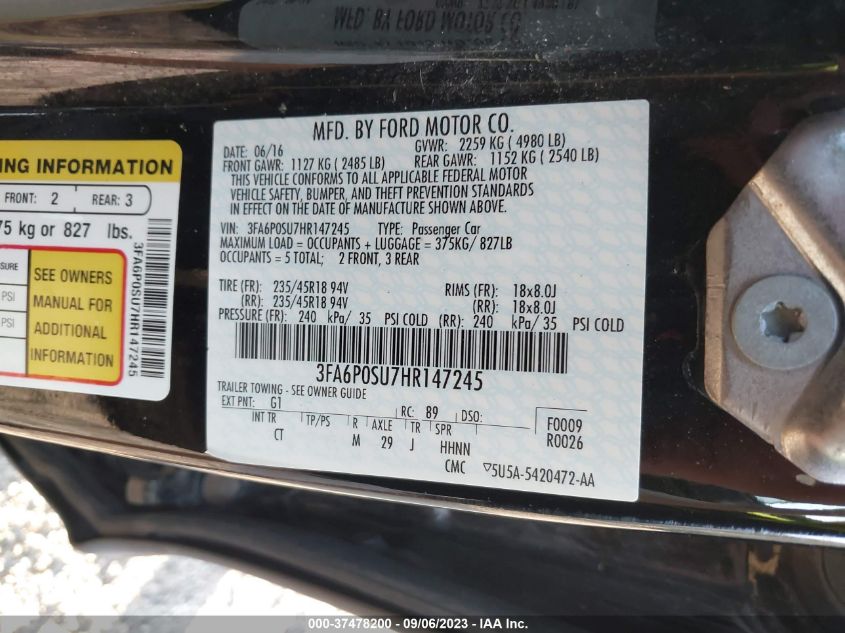 MFD. BY FORD MOTOR CO.
MFD. BY FORD MOTOR CO.
DATE: 06/16 GVWR: 2259 KG ( 4980 LB)
FRONT GAWR: 1127 KG ( 2485 LB) REAR GAWR: 1152 KG ( 2540 LB)
THIS VEHICLE CONFORMS TO ALL APPLICABLE FEDERAL MOTOR
VEHICLE SAFETY, BUMPER, AND THEFT PREVENTION STANDARDS
IN EFFECT ON THE DATE OF MANUFACTURE SHOWN ABOVE.
VIN: 3FA6P0SU7HR147245 TYPE: Passenger Car
MAXIMUM LOAD = OCCUPANTS + LUGGAGE = 375KG/ 827LB
OCCUPANTS = 5 TOTAL; 2 FRONT, 3 REAR
TIRE (FR): 235/45R18 94V RIMS (FR): 18x8.0J
(RR): 235/45R18 94V (RR): 18x8.0J
PRESSURE (FR): 240 kPa/ 35 PSI COLD (RR): 240 kPa/ 35 PSI COLD
3FA6P0SU7HR147245
TRAILER TOWING - SEE OWNER GUIDE
EXT PNT: G1 RC: 89 DSO:
F0009
R0026
INT TR TP/PS R AXLE TR SPR
CT M 29 J HHNN
CMC 5U5A-5420472-AA
NG INFORMATION
FRONT: 2 REAR: 3
75 kg or 827 lbs.
SURE
PSI
PSI
SEE OWNERS
MANUAL FOR
ADDITIONAL
INFORMATION
3FA6P0SU7HR147245
000-37478200 - 09/06/2023 - IAA Inc.